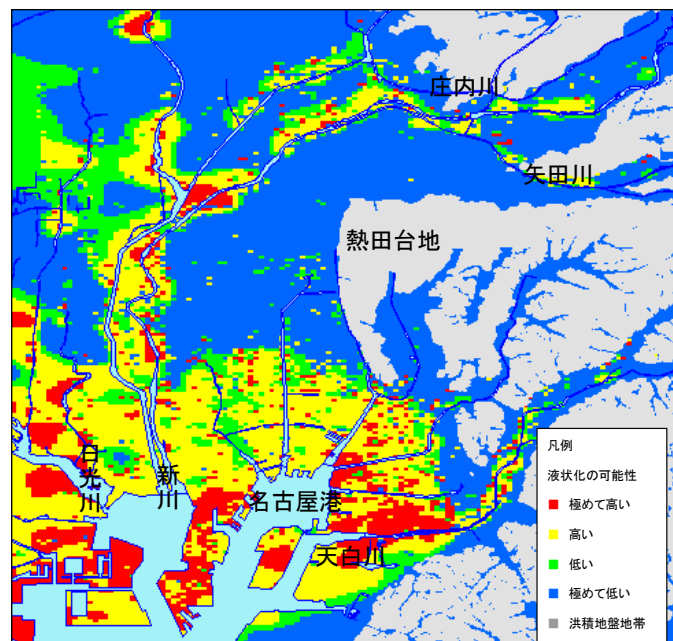 庄内川
矢田川
熱田台地
日光川
新川
名古屋港
天白川
凡例
液状化の可能性
極めて高い
高い
低い
極めて低い
洪積地盤地帯